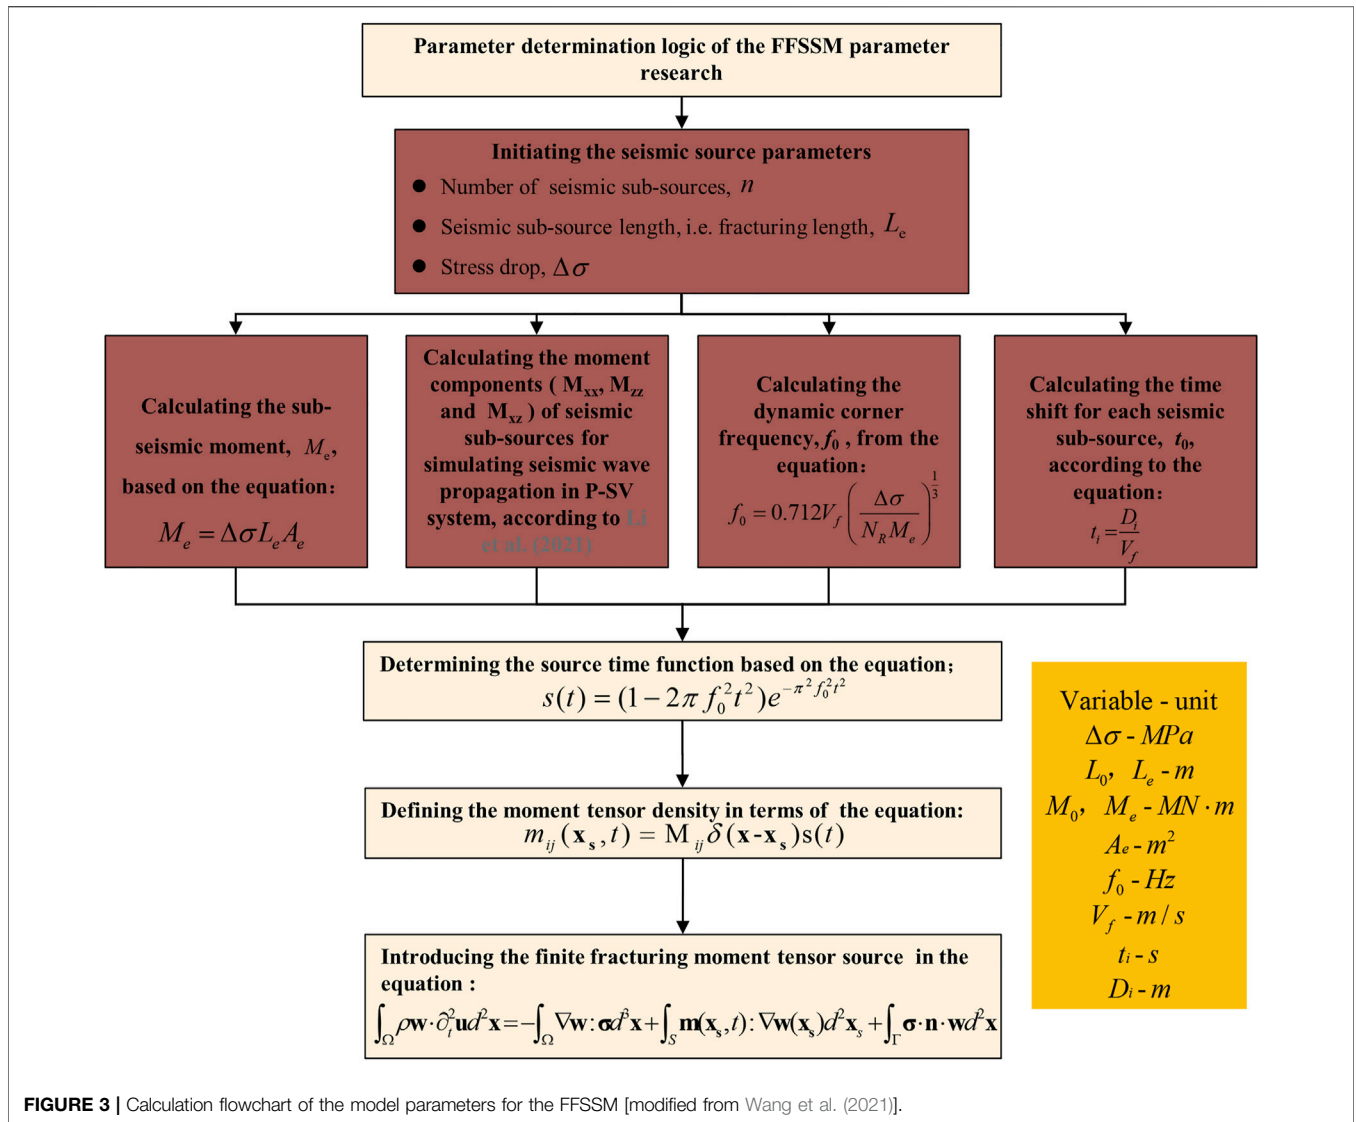 Parameter determination logic of the FFSSM parameter
research
Initiating the seismic source parameters
● Number of seismic sub-sources, n
● Seismic sub-source length, i.e. fracturing length, L_e
● Stress drop, Δσ
Calculating the sub-
seismic moment, M_e,
based on the equation:
M_e = Δσ L_e A_e
Calculating the moment
components ( M_xx, M_zz
and M_xz ) of seismic
sub-sources for
simulating seismic wave
propagation in P-SV
system, according to Li
et al. (2021)
Calculating the
dynamic corner
frequency, f_0 , from the
equation:
f_0 = 0.712V_f (Δσ / (N_R M_e))^(1/3)
Calculating the time
shift for each seismic
sub-source, t_0,
according to the
equation:
t_i = D_i / V_f
Determining the source time function based on the equation;
s(t) = (1 − 2π f_0^2 t^2)e^(−π^2 f_0^2 t^2)
Defining the moment tensor density in terms of the equation:
m_ij (x_s, t) = M_ij δ(x-x_s)s(t)
Introducing the finite fracturing moment tensor source in the
equation :
∫_Ω ρw·∂_t^2 u d^2x = −∫_Ω ∇w:σd^3x + ∫_S m(x_s,t):∇w(x_s)d^2x_s + ∫_Γ σ·n·wd^2x
Variable - unit
Δσ - MPa
L_0, L_e - m
M_0, M_e - MN·m
A_e - m^2
f_0 - Hz
V_f - m / s
t_i - s
D_i - m
FIGURE 3 | Calculation flowchart of the model parameters for the FFSSM [modified from Wang et al. (2021)].